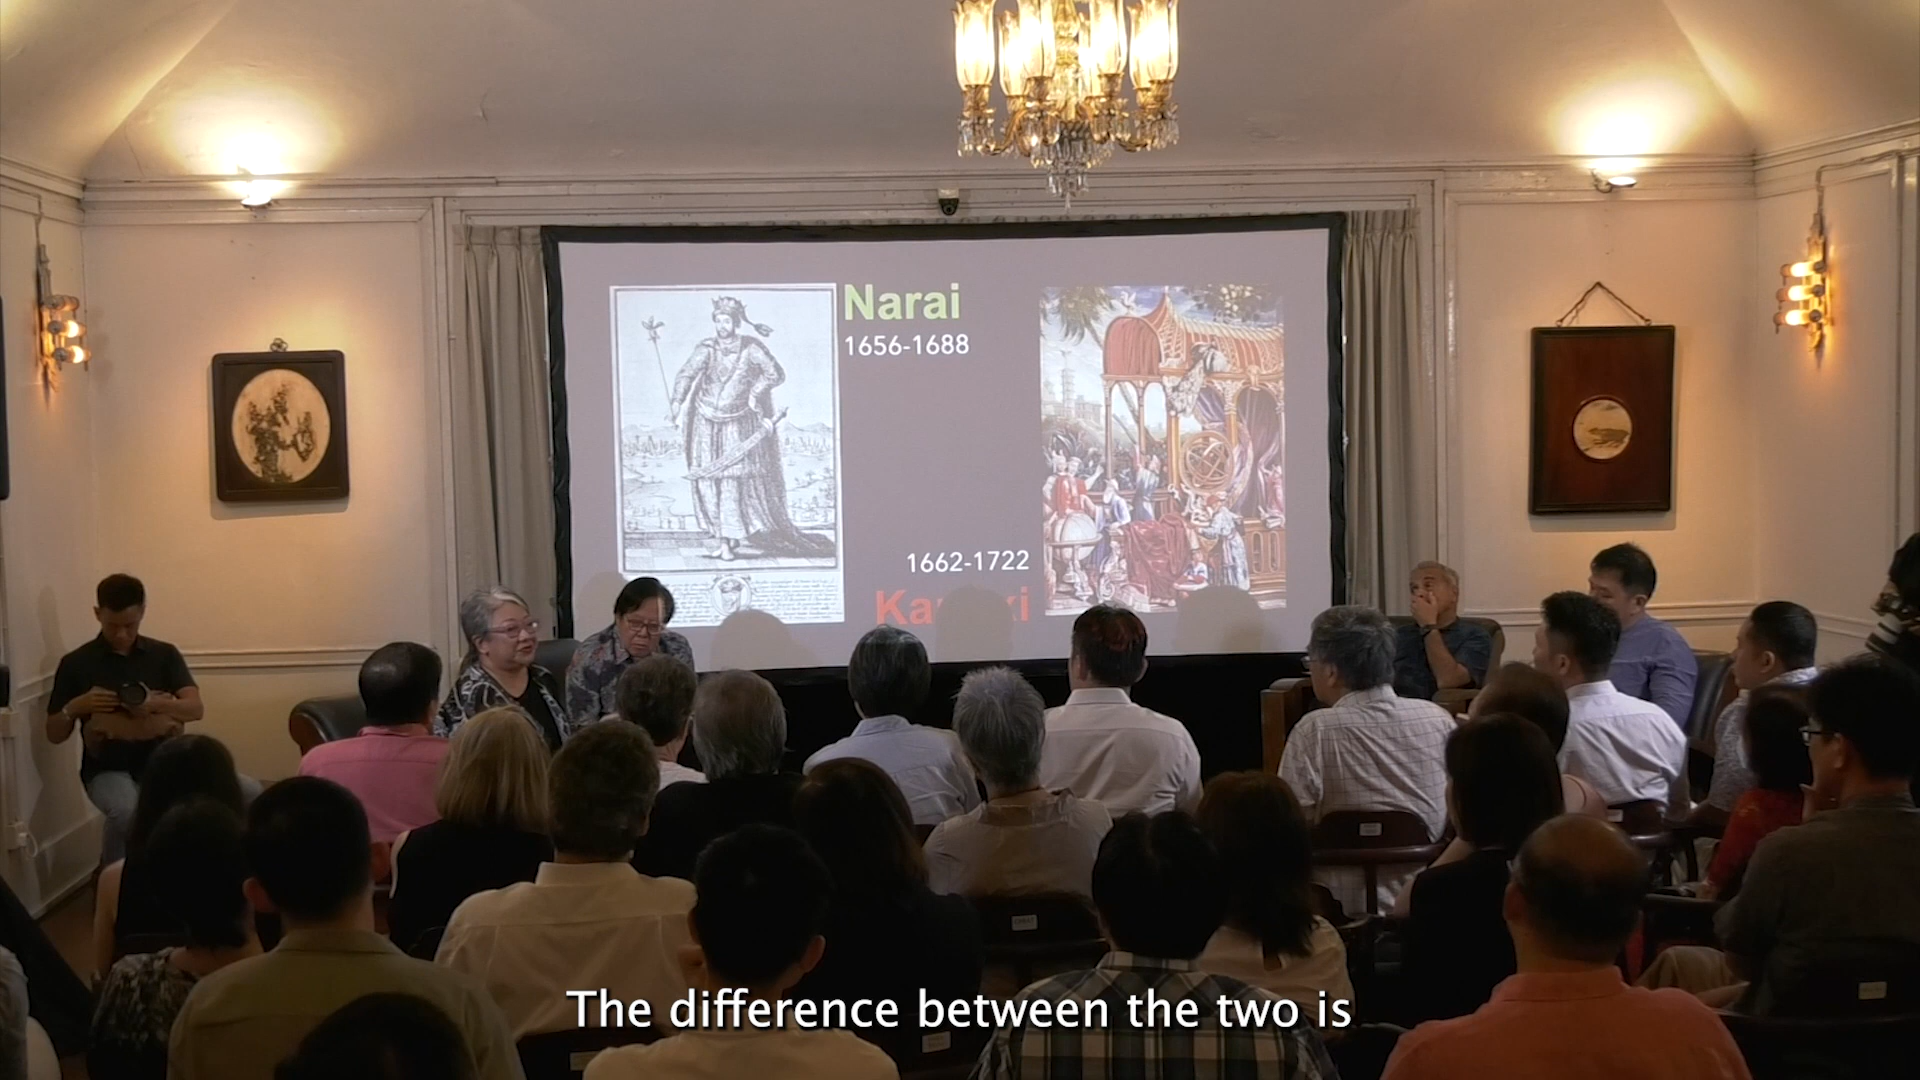 Narai
1656-1688
1662-1722
The difference between the two is